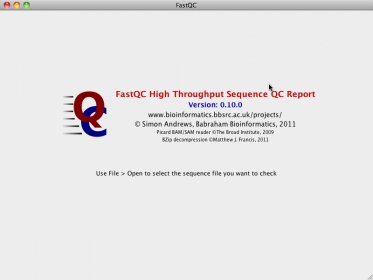 FastQC
FastQC High Throughput Sequence QC Report
Version: 0.10.0
www.bioinformatics.bbsrc.ac.uk/projects/
© Simon Andrews, Babraham Bioinformatics, 2011
Picard BAM/SAM reader ©The Broad Institute, 2009
BZip decompression ©Matthew J. Francis, 2011
Use File > Open to select the sequence file you want to check